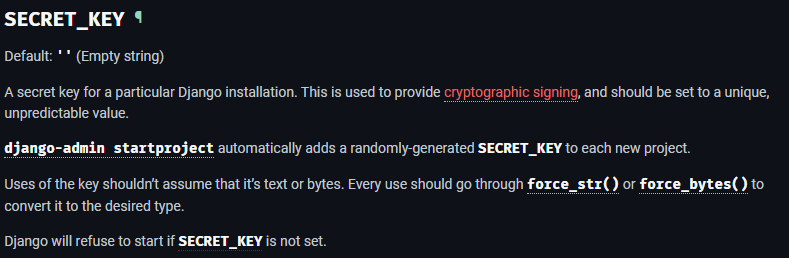 SECRET_KEY ¶
Default: '' (Empty string)
A secret key for a particular Django installation. This is used to provide cryptographic signing, and should be set to a unique,
unpredictable value.
django-admin startproject automatically adds a randomly-generated SECRET_KEY to each new project.
Uses of the key shouldn’t assume that it’s text or bytes. Every use should go through force_str() or force_bytes() to
convert it to the desired type.
Django will refuse to start if SECRET_KEY is not set.